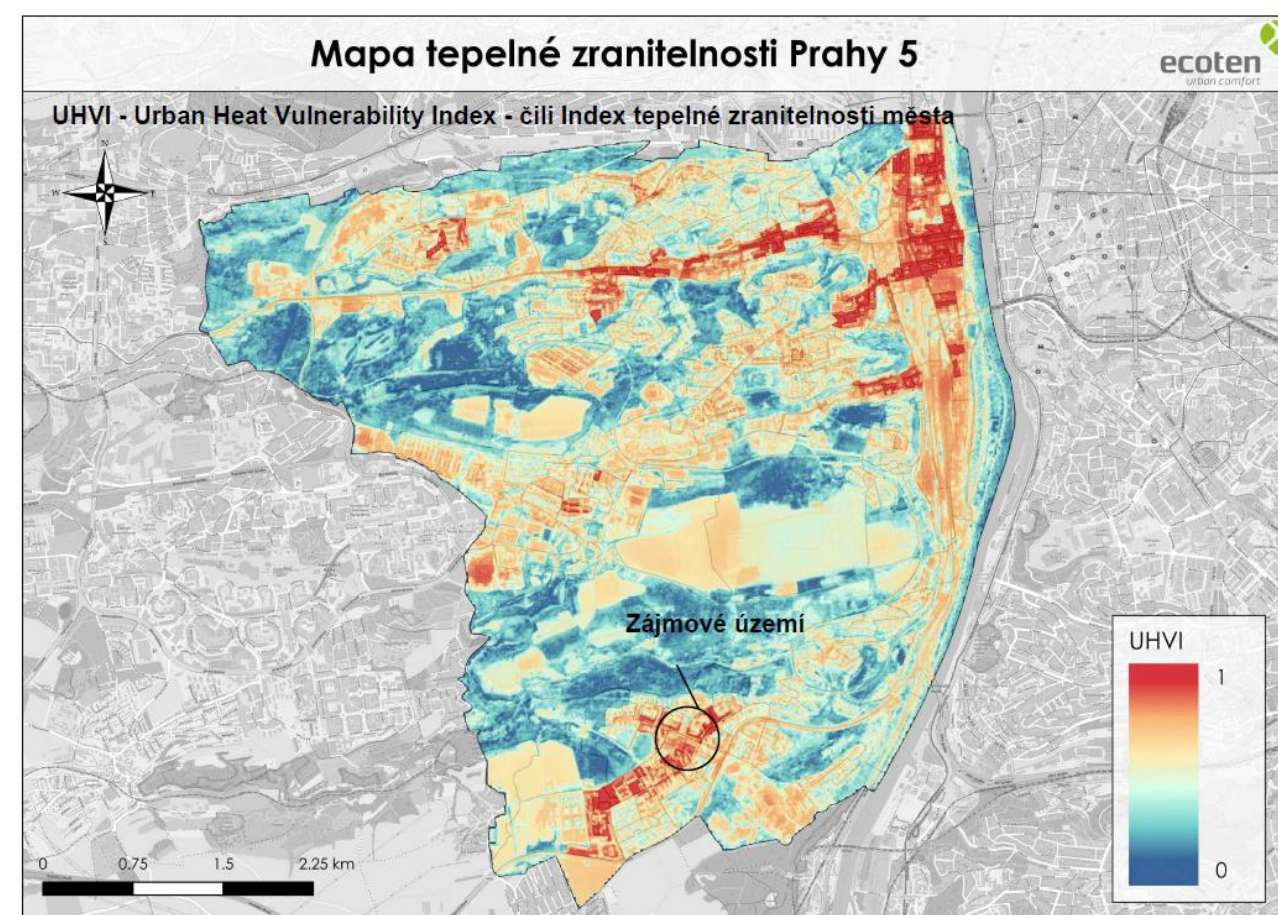 Mapa tepelné zranitelnosti Prahy 5
ecoten
urban comfort
UHVI - Urban Heat Vulnerability Index - čili Index tepelné zranitelnosti města
N
W
S
Zájmové území
UHVI
1
0
0 0.75 1.5 2.25 km